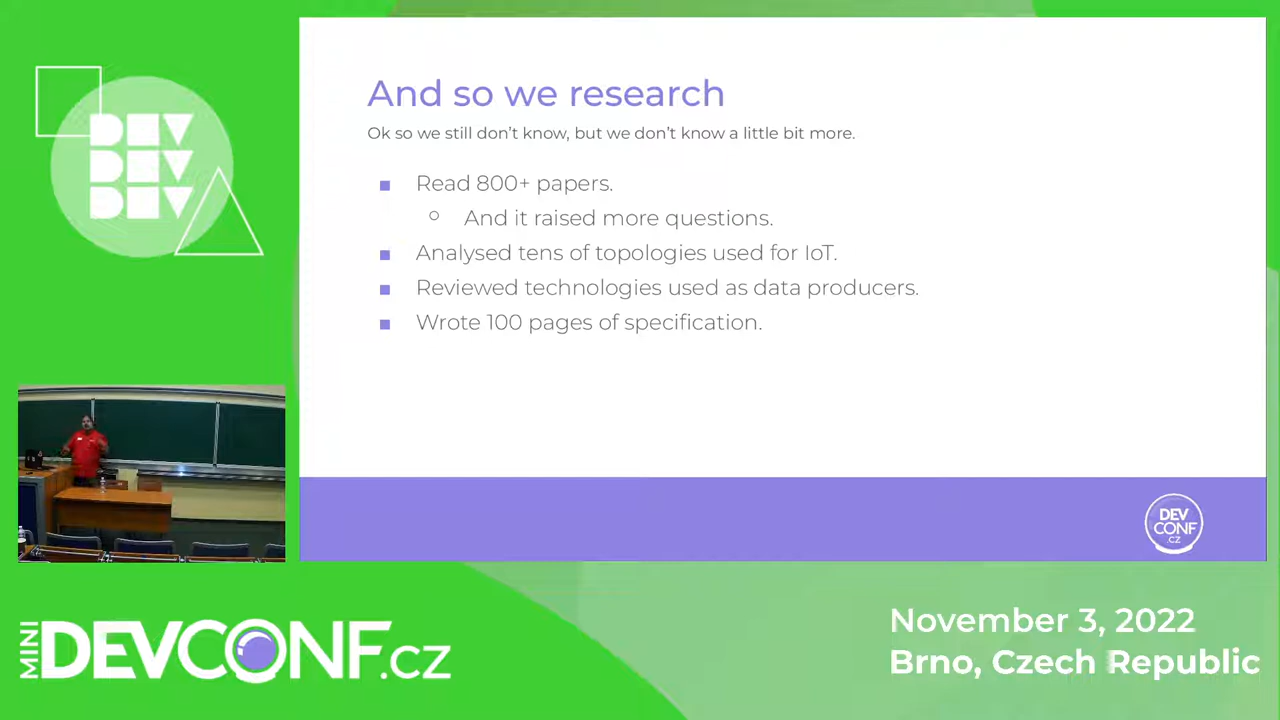 DEV
DEV
DEV
And so we research
Ok so we still don't know, but we don't know a little bit more.
Read 800+ papers.
And it raised more questions.
Analysed tens of topologies used for IoT.
Reviewed technologies used as data producers.
Wrote 100 pages of specification.
DEV
CONF
.CZ
MINI
DEVCONF.cz
November 3, 2022
Brno, Czech Republic